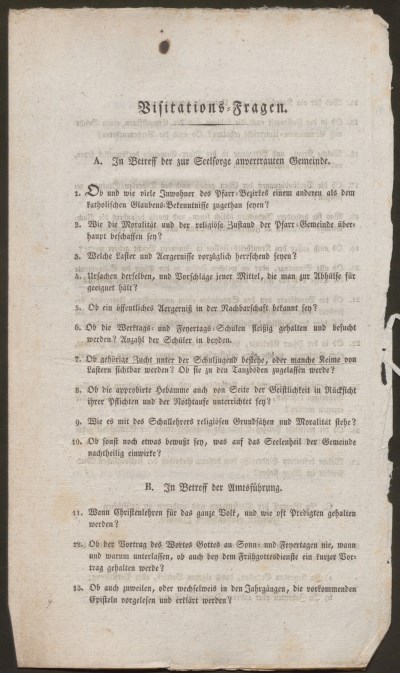 Visitations-Fragen.
A. In Betreff der zur Seelsorge anvertrauten Gemeinde.
1. Ob und wie viele Inwohner des Pfarr-Bezirkes einem anderen als dem
katholischen Glaubens-Bekenntnisse zugethan seyen?
2. Wie die Moralität und der religiöse Zustand der Pfarr-Gemeinde über-
haupt beschaffen sey?
3. Welche Laster und Aergernisse vorzüglich herrschend seyen?
4. Ursachen derselben, und Vorschläge jener Mittel, die man zur Abhülfe für
geeignet hält?
5. Ob ein öffentliches Aergerniß in der Nachbarschaft bekannt sey?
6. Ob die Werktags- und Feyertags-Schulen fleißig gehalten und besucht
werden? Anzahl der Schüler in beyden.
7. Ob gehörige Zucht unter der Schuljugend bestehe, oder manche Keime von
Lastern sichtbar werden? Ob sie zu den Tanzböden zugelassen werde?
8. Ob die approbirte Hebamme auch von Seite der Geistlichkeit in Rücksicht
ihrer Pflichten und der Nothtaufe unterrichtet sey?
9. Wie es mit des Schullehrers religiösen Grundsätzen und Moralität stehe?
10. Ob sonst noch etwas bewußt sey, was auf das Seelenheil der Gemeinde
nachtheilig einwirke?
B. In Betreff der Amtsführung.
11. Wann Christenlehren für das ganze Volk, und wie oft Predigten gehalten
werden?
12. Ob der Vortrag des Wortes Gottes an Sonn- und Feyertagen nie, wann
und warum unterlassen, ob auch bey dem Frühgottesdienste ein kurzer Vor-
trag gehalten werde?
13. Ob auch zuweilen, oder wechselweis in den Jahrgängen, die vorkommenden
Episteln vorgelesen und erklärt werden?